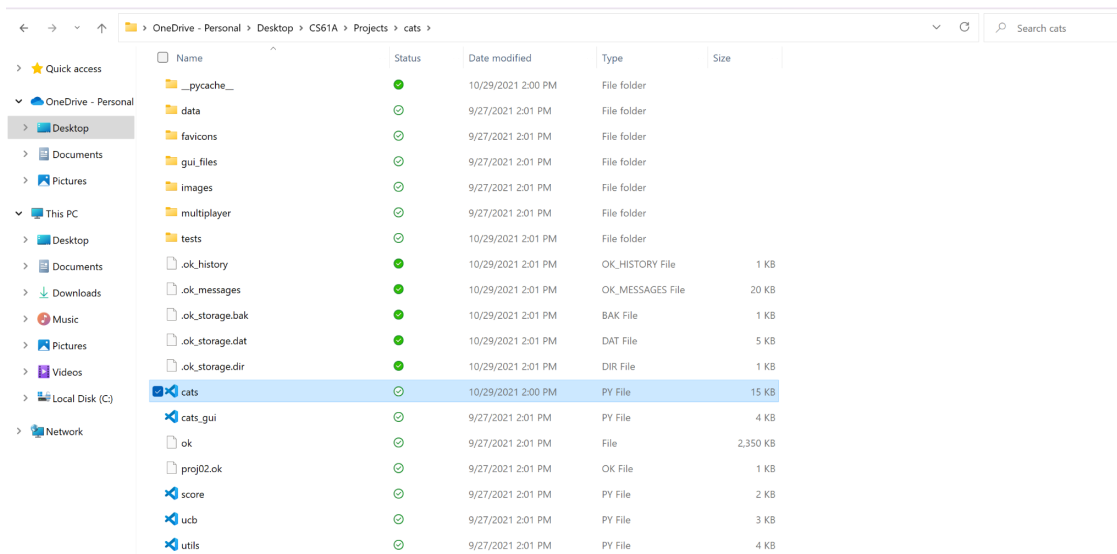 OneDrive - Personal > Desktop > CS61A > Projects > cats >
Search cats
Quick access
OneDrive - Personal
Desktop
Documents
Pictures
This PC
Desktop
Documents
Downloads
Music
Pictures
Videos
Local Disk (C:)
Network
Name Status Date modified Type Size
__pycache__ 10/29/2021 2:00 PM File folder
data 9/27/2021 2:01 PM File folder
favicons 9/27/2021 2:01 PM File folder
gui_files 9/27/2021 2:01 PM File folder
images 9/27/2021 2:01 PM File folder
multiplayer 9/27/2021 2:01 PM File folder
tests 10/29/2021 2:01 PM File folder
.ok_history 10/29/2021 2:01 PM OK_HISTORY File 1 KB
.ok_messages 10/29/2021 2:01 PM OK_MESSAGES File 20 KB
.ok_storage.bak 10/29/2021 2:01 PM BAK File 1 KB
.ok_storage.dat 10/29/2021 2:01 PM DAT File 5 KB
.ok_storage.dir 10/29/2021 2:01 PM DIR File 1 KB
cats 10/29/2021 2:00 PM PY File 15 KB
cats_gui 9/27/2021 2:01 PM PY File 4 KB
ok 9/27/2021 2:01 PM File 2,350 KB
proj02.ok 9/27/2021 2:01 PM OK File 1 KB
score 9/27/2021 2:01 PM PY File 2 KB
ucb 9/27/2021 2:01 PM PY File 3 KB
utils 9/27/2021 2:01 PM PY File 4 KB